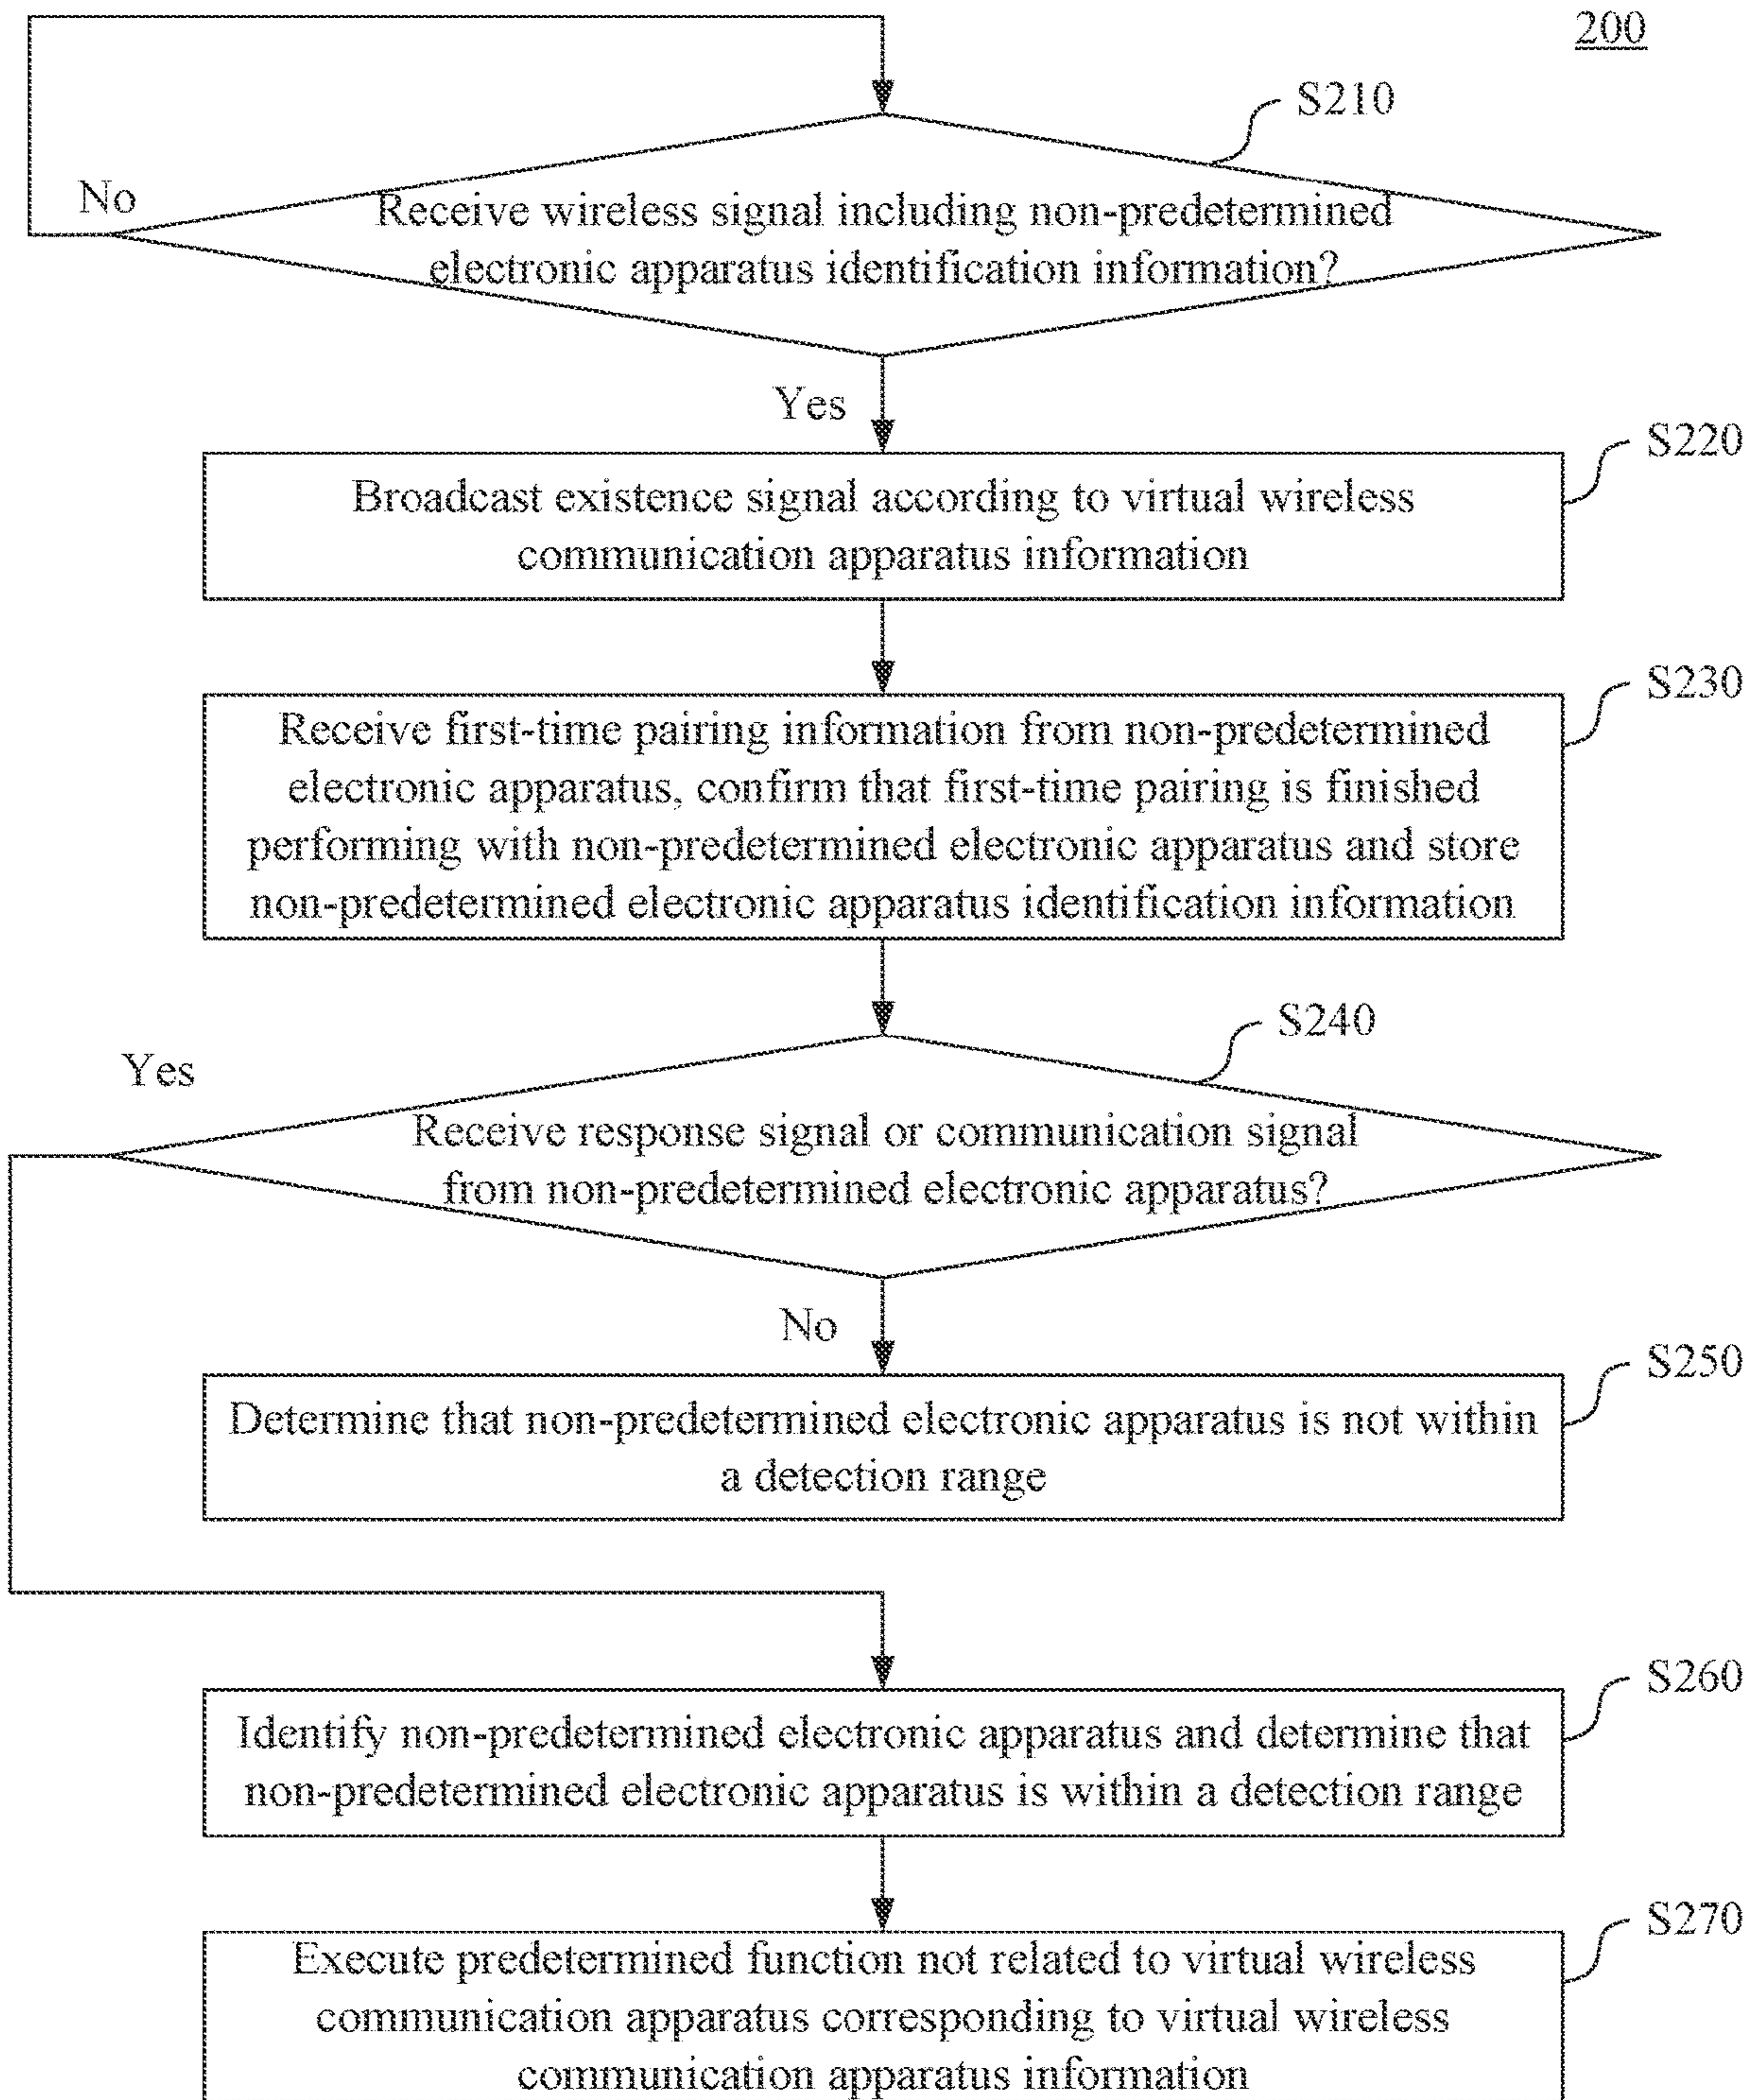 200
S210
No
Receive wireless signal including non-predetermined
electronic apparatus identification information?
Yes
S220
Broadcast existence signal according to virtual wireless
communication apparatus information
S230
Receive first-time pairing information from non-predetermined
electronic apparatus, confirm that first-time pairing is finished
performing with non-predetermined electronic apparatus and store
non-predetermined electronic apparatus identification information
S240
Yes
Receive response signal or communication signal
from non-predetermined electronic apparatus?
No
S250
Determine that non-predetermined electronic apparatus is not within
a detection range
S260
Identify non-predetermined electronic apparatus and determine that
non-predetermined electronic apparatus is within a detection range
S270
Execute predetermined function not related to virtual wireless
communication apparatus corresponding to virtual wireless
communication apparatus information